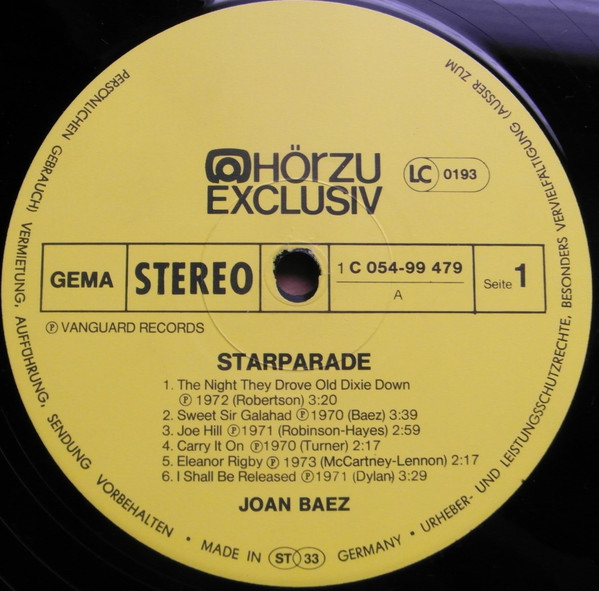 @HÖRZU
EXCLUSIV
LC 0193
GEMA STEREO 1 C 054-99 479
A
Seite 1
Ⓟ VANGUARD RECORDS
STARPARADE
1. The Night They Drove Old Dixie Down
Ⓟ 1972 (Robertson) 3:20
2. Sweet Sir Galahad Ⓟ 1970 (Baez) 3:39
3. Joe Hill Ⓟ 1971 (Robinson-Hayes) 2:59
4. Carry It On Ⓟ 1970 (Turner) 2:17
5. Eleanor Rigby Ⓟ 1973 (McCartney-Lennon) 2:17
6. I Shall Be Released Ⓟ 1971 (Dylan) 3:29
JOAN BAEZ
URHEBER- UND LEISTUNGSSCHUTZRECHTE, BESONDERS VERVIELFÄLTIGUNG (AUSSER ZUM
PERSÖNLICHEN GEBRAUCH) VERMIETUNG, AUFFÜHRUNG, SENDUNG VORBEHALTEN •
MADE IN ST 33 GERMANY •